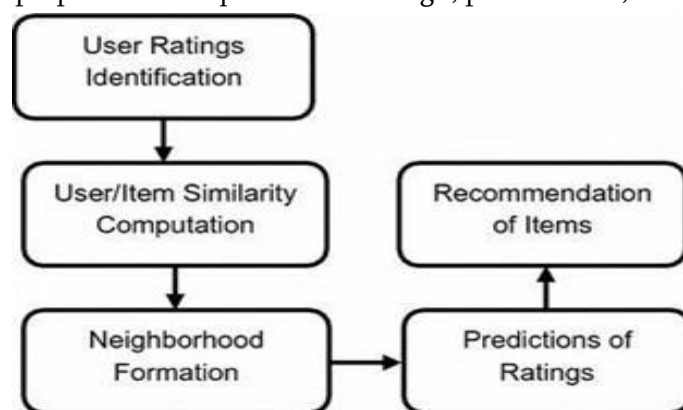 User Ratings
Identification
User/Item Similarity
Computation
Recommendation
of Items
Neighborhood
Formation
Predictions of
Ratings